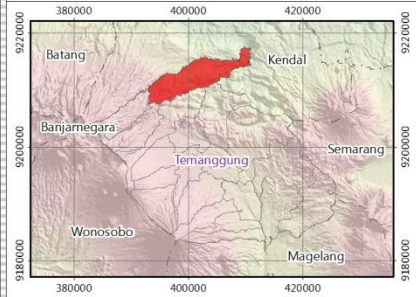 380000 400000 420000
9220000 9220000
Batang
Kendal
Banjarnegara
9200000 9200000
Semarang
Temanggung
Wonosobo
Magelang
9180000 9180000
380000 400000 420000